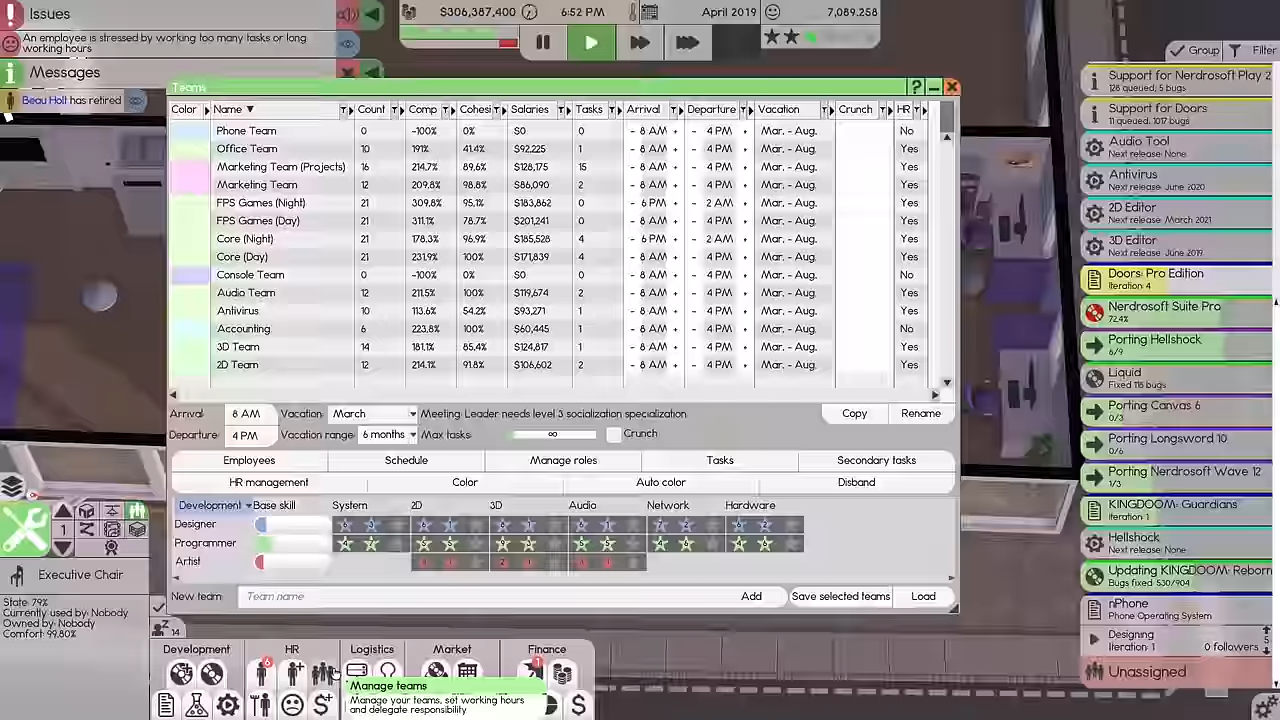 Issues
An employee is stressed by working too many tasks or long
working hours
Messages
Beau Holt has retired
$306,387,400
6:52 PM
April 2019
7,089.258
Group
Filter
Teams
?
Color
Name
Count
Comp
Cohes
Salaries
Tasks
Arrival
Departure
Vacation
Crunch
HR
Phone Team 0 -100% 0% $0 0 - 8 AM + - 4 PM + Mar. - Aug. No
Office Team 10 191% 41.4% $92,225 1 - 8 AM + - 4 PM + Mar. - Aug. Yes
Marketing Team (Projects) 16 89.6% $128,175 15 - 8 AM + - 4 PM + Mar. - Aug. Yes
Marketing Team 12 209.8% 98.8% $86,090 2 - 8 AM + - 4 PM + Mar. - Aug. Yes
FPS Games (Night) 21 309.8% 95.1% $183,862 0 - 6 PM + - 2 AM + Mar. - Aug. Yes
FPS Games (Day) 21 311.1% 78.7% $201,241 0 - 8 AM + - 4 PM + Mar. - Aug. Yes
Core (Night) 21 178.3% 96.9% $185,528 4 - 6 PM + - 2 AM + Mar. - Aug. Yes
Core (Day) 21 231.9% 100% $171,839 4 - 8 AM + - 4 PM + Mar. - Aug. Yes
Console Team 0 -100% 0% $0 0 - 8 AM + - 4 PM + Mar. - Aug. No
Audio Team 12 211.5% 100% $119,674 2 - 8 AM + - 4 PM + Mar. - Aug. Yes
Antivirus 10 113.6% 54.2% $93,271 1 - 8 AM + - 4 PM + Mar. - Aug. Yes
Accounting 6 223.8% 100% $60,445 1 - 8 AM + - 4 PM + Mar. - Aug. No
3D Team 14 181.1% 85.4% $124,817 1 - 8 AM + - 4 PM + Mar. - Aug. Yes
2D Team 12 214.1% 91.8% $106,602 2 - 8 AM + - 4 PM + Mar. - Aug. Yes
Arrival 8 AM Vacation: March Meeting: Leader needs level 3 socialization specialization
Copy Rename
Departure: 4 PM Vacation range: 6 months Max tasks: ∞ Crunch
Employees Schedule Manage roles Tasks Secondary tasks
HR management Color Auto color Disband
Development Base skill System 2D 3D Audio Network Hardware
Designer
Programmer
Artist
New team Team name Add Save selected teams Load
Support for Nerdrosoft Play 2
128 queued, 5 bugs
Support for Doors
11 queued, 1017 bugs
Audio Tool
Next release: None
Antivirus
Next release: June 2020
2D Editor
Next release: March 2021
3D Editor
Next release: June 2019
Doors: Pro Edition
Iteration: 4
Nerdrosoft Suite Pro
72.4%
Porting Hellshock
6/9
Liquid
Fixed 118 bugs
Porting Canvas 6
0/3
Porting Longsword 10
0/6
Porting Nerdrosoft Wave 12
1/3
KINGDOOM: Guardians
Iteration: 1
Hellshock
Next release: None
Updating KINGDOOM: Reborn
Bugs fixed: 530/904
nPhone
Phone Operating System
Designing
Iteration: 1 0 followers
5
Unassigned
1
Executive Chair
State: 79%
Currently used by: Nobody
Owned by: Nobody
Comfort: 99.80%
14
Development HR Logistics Market Finance
6
1
Manage teams
Manage your teams, set working hours
and delegate responsibility